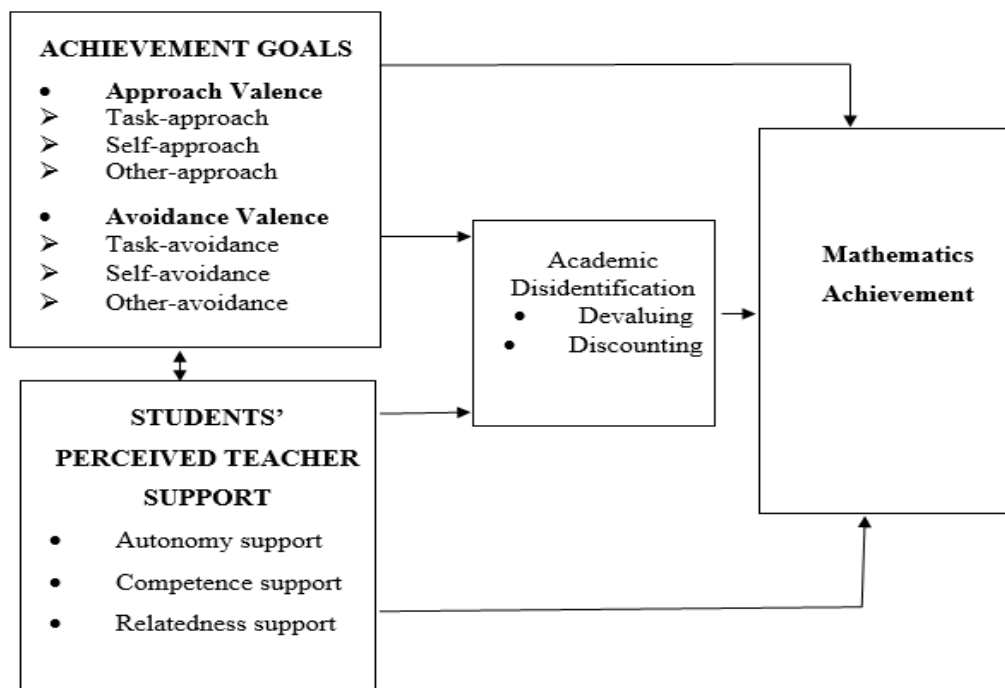 ACHIEVEMENT GOALS
• Approach Valence
➢ Task-approach
➢ Self-approach
➢ Other-approach
• Avoidance Valence
➢ Task-avoidance
➢ Self-avoidance
➢ Other-avoidance
STUDENTS'
PERCEIVED TEACHER
SUPPORT
• Autonomy support
• Competence support
• Relatedness support
Academic
Disidentification
• Devaluing
• Discounting
Mathematics
Achievement